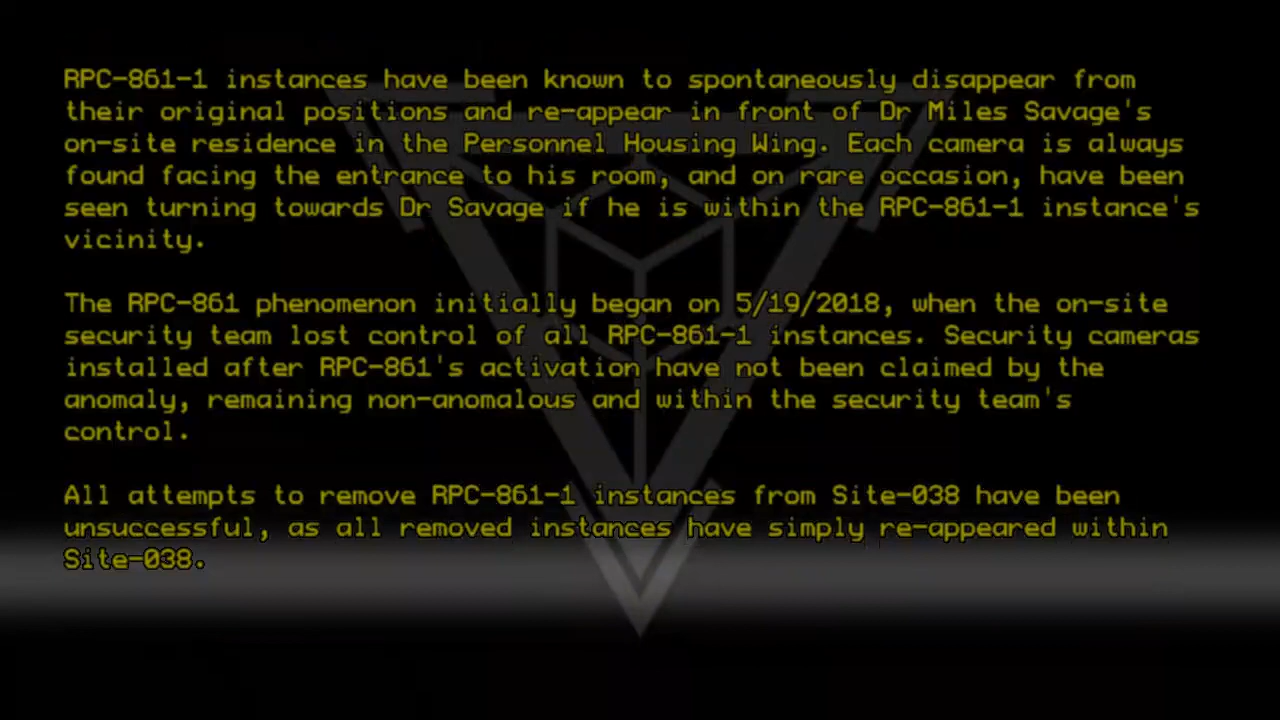 RPC-861-1 instances have been known to spontaneously disappear from
their original positions and re-appear in front of Dr Miles Savage's
on-site residence in the Personnel Housing Wing. Each camera is always
found facing the entrance to his room, and on rare occasion, have been
seen turning towards Dr Savage if he is within the RPC-861-1 instance's
vicinity.
The RPC-861 phenomenon initially began on 5/19/2018, when the on-site
security team lost control of all RPC-861-1 instances. Security cameras
installed after RPC-861's activation have not been claimed by the
anomaly, remaining non-anomalous and within the security team's
control.
All attempts to remove RPC-861-1 instances from Site-038 have been
unsuccessful, as all removed instances have simply re-appeared within
Site-038.